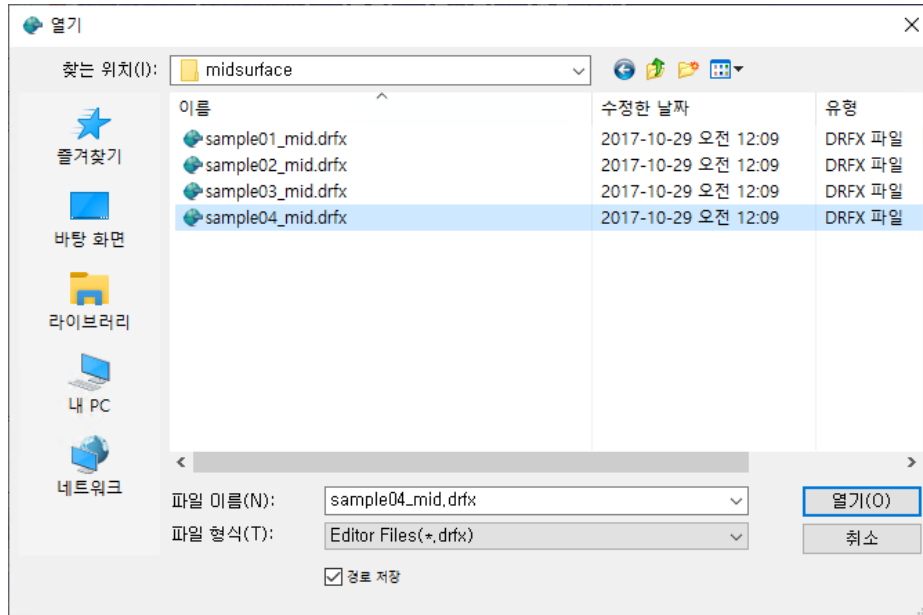 열기
찾는 위치(I): midsurface
이름 수정한 날짜 유형
sample01_mid.drfx 2017-10-29 오전 12:09 DRFX 파일
sample02_mid.drfx 2017-10-29 오전 12:09 DRFX 파일
sample03_mid.drfx 2017-10-29 오전 12:09 DRFX 파일
sample04_mid.drfx 2017-10-29 오전 12:09 DRFX 파일
즐겨찾기
바탕 화면
라이브러리
내 PC
네트워크
파일 이름(N): sample04_mid,drfx 열기(O)
파일 형식(T): Editor Files(*,drfx) 취소
경로 저장